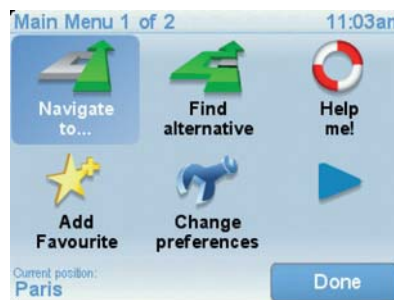 Main Menu 1 of 2 11:03am
Navigate
to...
Find
alternative
Help
me!
Add
Favourite
Change
preferences
Current position:
Paris
Done